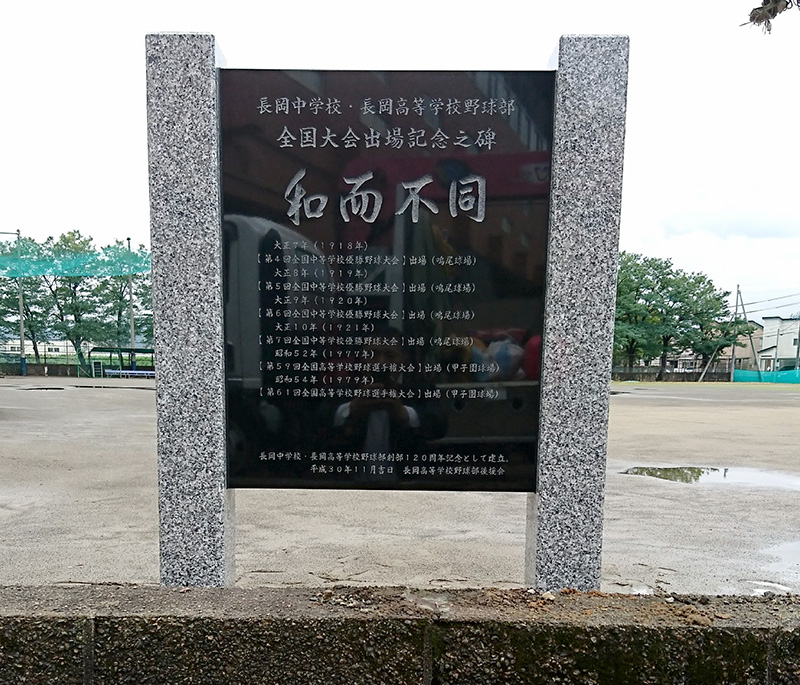 長岡中学校・長岡高等学校野球部
全国大会出場記念之碑
和而不同
大正7年(1918年)
【第4回全国中等学校優勝野球大会】出場(鳴尾球場)
大正8年(1919年)
【第5回全国中等学校優勝野球大会】出場(鳴尾球場)
大正9年(1920年)
【第6回全国中等学校優勝野球大会】出場(鳴尾球場)
大正10年(1921年)
【第7回全国中等学校優勝野球大会】出場(鳴尾球場)
昭和52年(1977年)
【第59回全国高等学校野球選手権大会】出場(甲子園球場)
昭和54年(1979年)
【第61回全国高等学校野球選手権大会】出場(甲子園球場)
長岡中学校・長岡高等学校野球部創部120周年記念として建立。
平成30年11月吉日 長岡高等学校野球部後援会